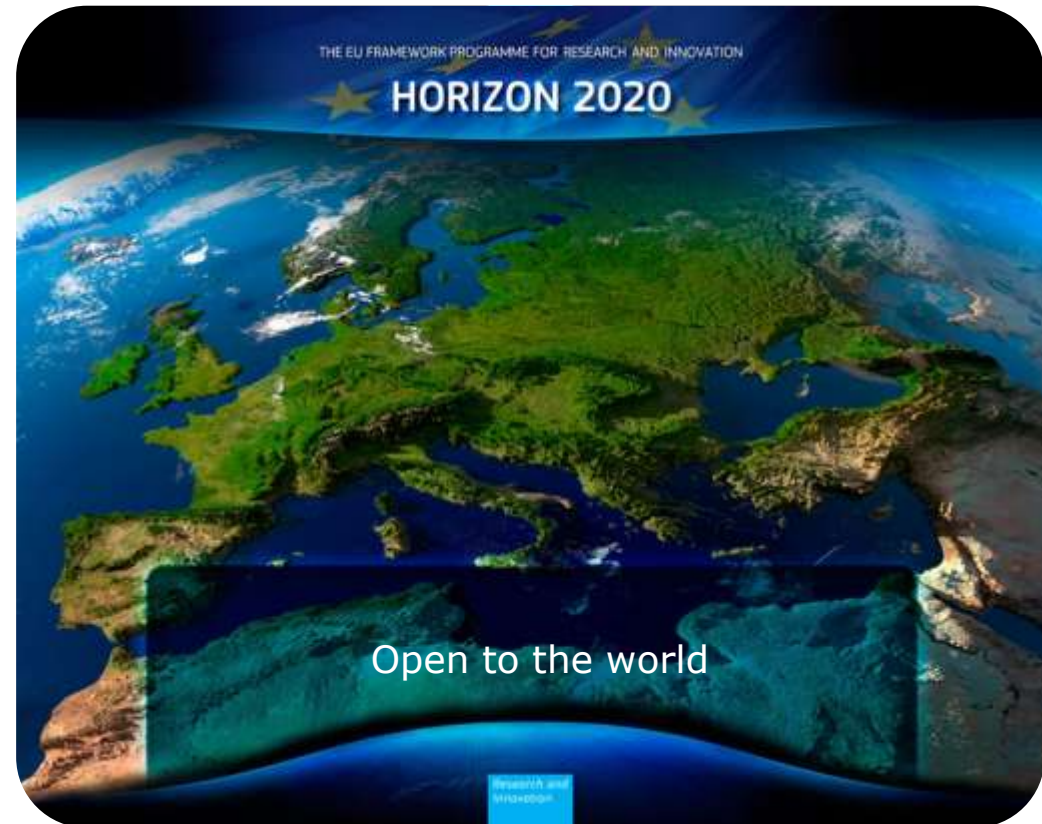 THE EU FRAMEWORK PROGRAMME FOR RESEARCH AND INNOVATION
HORIZON 2020
Open to the world
Research and
Innovation